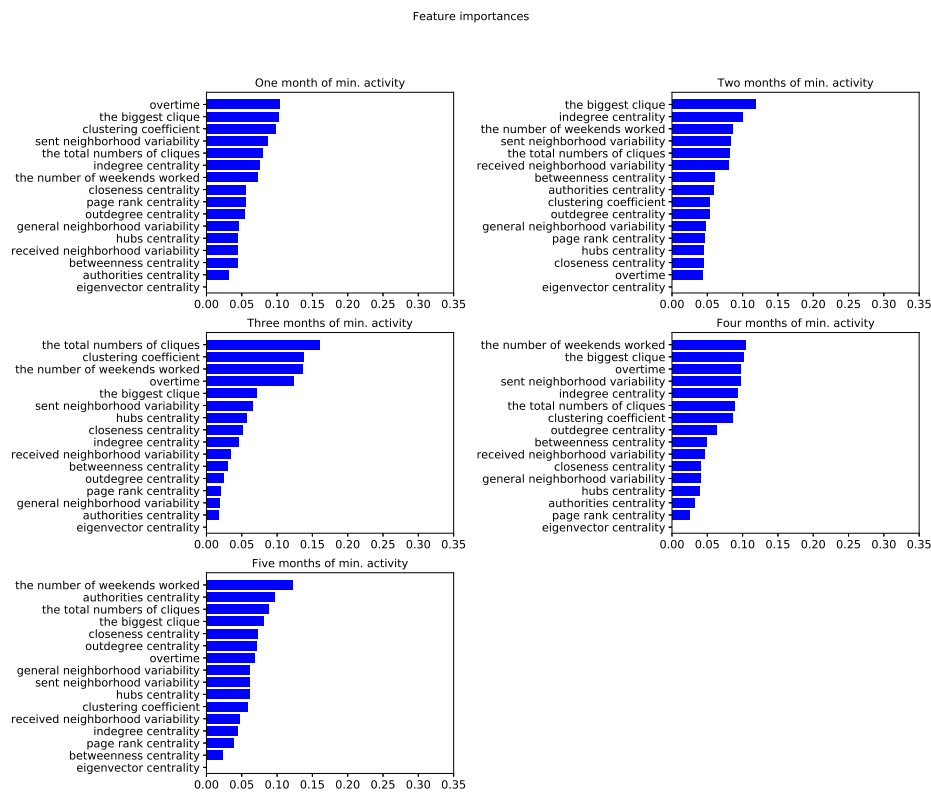 Feature importances
One month of min. activity
overtime
the biggest clique
clustering coefficient
sent neighborhood variability
the total numbers of cliques
indegree centrality
the number of weekends worked
closeness centrality
page rank centrality
outdegree centrality
general neighborhood variability
hubs centrality
received neighborhood variability
betweenness centrality
authorities centrality
eigenvector centrality
0.00 0.05 0.10 0.15 0.20 0.25 0.30 0.35
Two months of min. activity
the biggest clique
indegree centrality
the number of weekends worked
sent neighborhood variability
the total numbers of cliques
received neighborhood variability
betweenness centrality
authorities centrality
clustering coefficient
outdegree centrality
general neighborhood variability
page rank centrality
hubs centrality
closeness centrality
overtime
eigenvector centrality
0.00 0.05 0.10 0.15 0.20 0.25 0.30 0.35
Three months of min. activity
the total numbers of cliques
clustering coefficient
the number of weekends worked
overtime
the biggest clique
sent neighborhood variability
hubs centrality
closeness centrality
indegree centrality
received neighborhood variability
betweenness centrality
outdegree centrality
page rank centrality
general neighborhood variability
authorities centrality
eigenvector centrality
0.00 0.05 0.10 0.15 0.20 0.25 0.30 0.35
Four months of min. activity
the number of weekends worked
the biggest clique
overtime
sent neighborhood variability
indegree centrality
the total numbers of cliques
clustering coefficient
outdegree centrality
betweenness centrality
received neighborhood variability
closeness centrality
general neighborhood variability
hubs centrality
authorities centrality
page rank centrality
eigenvector centrality
0.00 0.05 0.10 0.15 0.20 0.25 0.30 0.35
Five months of min. activity
the number of weekends worked
authorities centrality
the total numbers of cliques
the biggest clique
closeness centrality
outdegree centrality
overtime
general neighborhood variability
sent neighborhood variability
hubs centrality
clustering coefficient
received neighborhood variability
indegree centrality
page rank centrality
betweenness centrality
eigenvector centrality
0.00 0.05 0.10 0.15 0.20 0.25 0.30 0.35